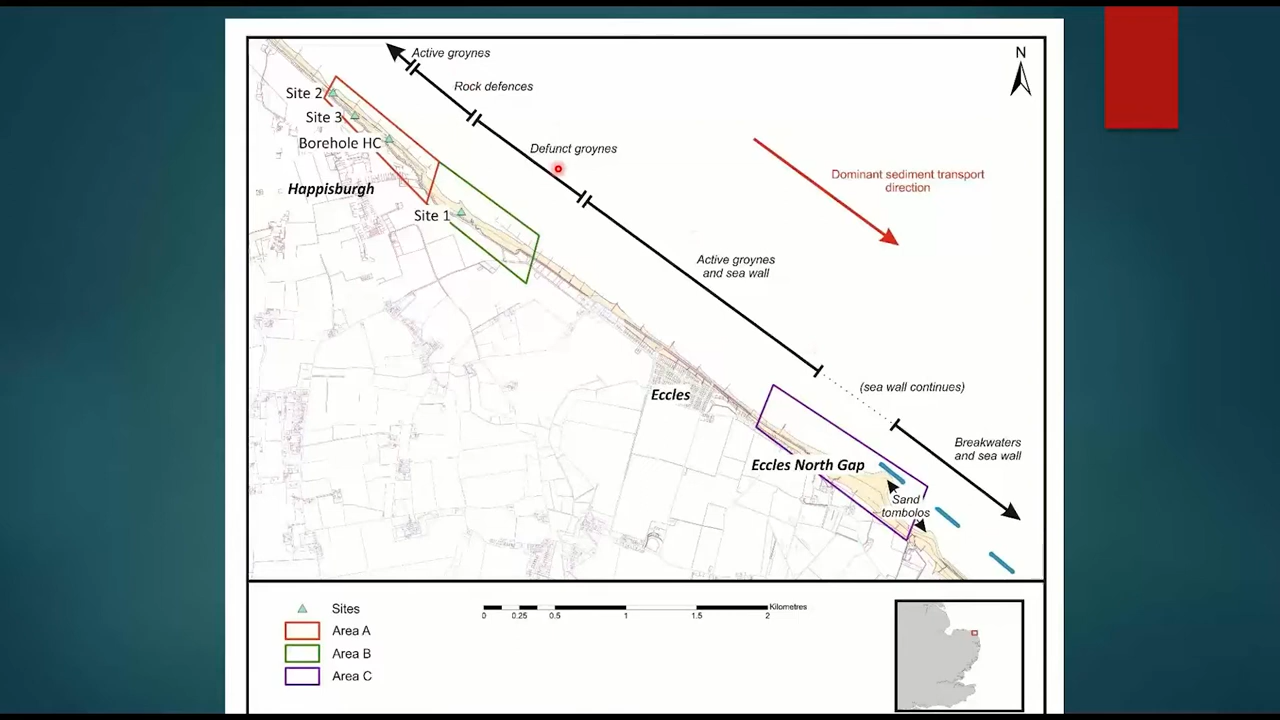 N
Active groynes
Rock defences
Site 2
Site 3
Defunct groynes
Borehole HC
Dominant sediment transport
direction
Happisburgh
Site 1
Active groynes
and sea wall
(sea wall continues)
Eccles
Breakwaters
and sea wall
Eccles North Gap
Sand
tombolos
Sites
Area A
Area B
Area C
Kilometres
0 0.25 0.5 1 1.5 2